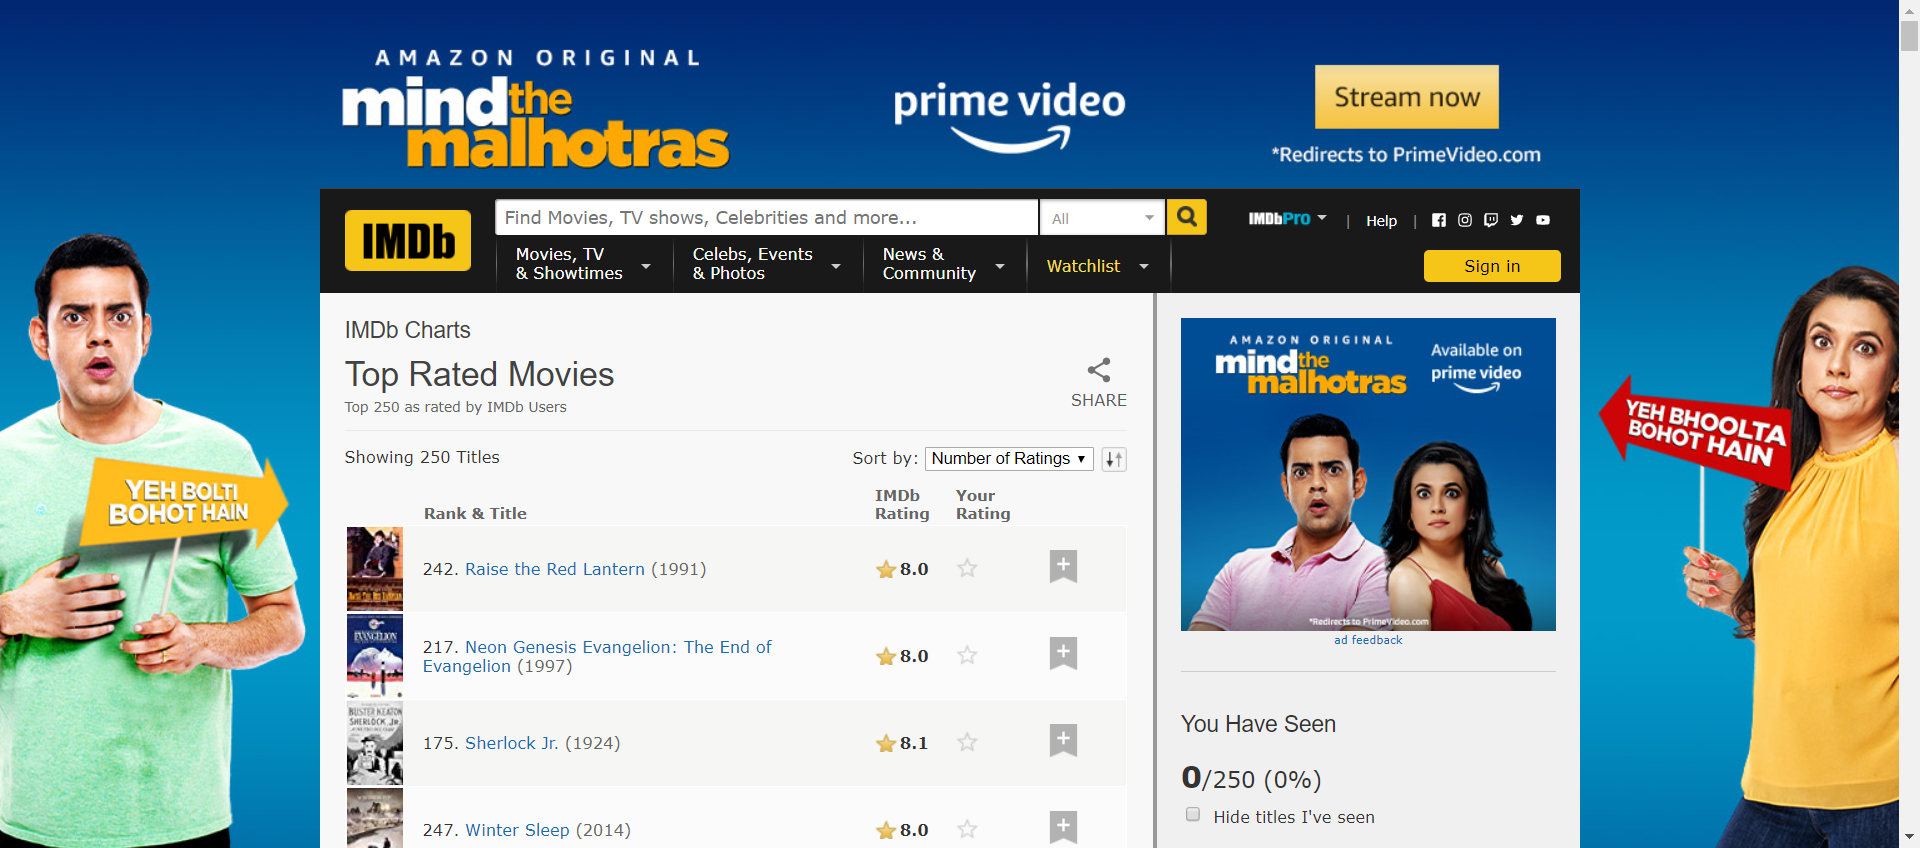 AMAZON ORIGINAL
mind the
malhotras
prime video
Stream now
*Redirects to PrimeVideo.com
IMDb
Find Movies, TV shows, Celebrities and more...
All
IMDbPro
|
Help
|
Movies, TV
& Showtimes
Celebs, Events
& Photos
News &
Community
Watchlist
Sign in
IMDb Charts
Top Rated Movies
Top 250 as rated by IMDb Users
SHARE
Showing 250 Titles
Sort by: Number of Ratings
Rank & Title
IMDb
Rating
Your
Rating
242. Raise the Red Lantern (1991)
8.0
EVANGELION
217. Neon Genesis Evangelion: The End of
Evangelion (1997)
8.0
BUSTER KEATON
SHERLOCK JR.
175. Sherlock Jr. (1924)
8.1
247. Winter Sleep (2014)
8.0
AMAZON ORIGINAL
mind the
malhotras
Available on
prime video
*Redirects to PrimeVideo.com
ad feedback
You Have Seen
0/250 (0%)
Hide titles I've seen
YEH BOLTI
BOHOT HAIN
YEH BHOOLTA
BOHOT HAIN